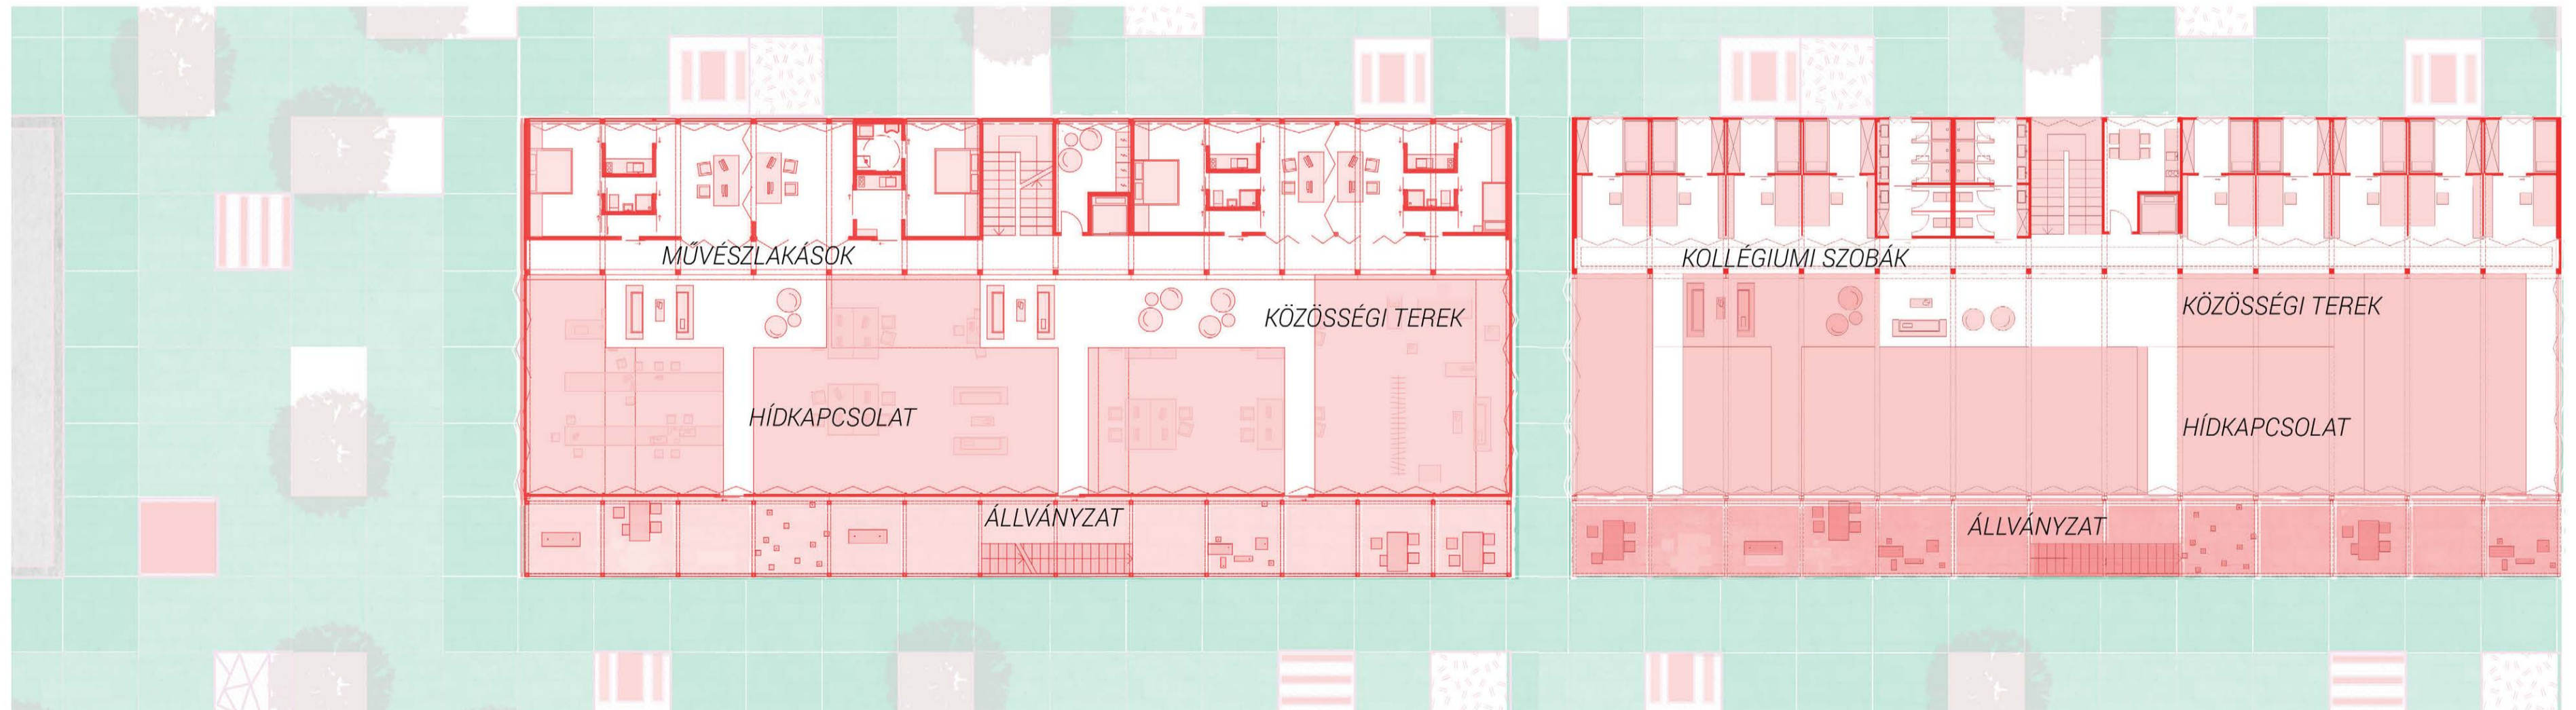 MŰVÉSZLAKÁSOK
KÖZÖSSÉGI TEREK
HÍDKAPCSOLAT
ÁLLVÁNYZAT
KOLLÉGIUMI SZOBÁK
KÖZÖSSÉGI TEREK
HÍDKAPCSOLAT
ÁLLVÁNYZAT